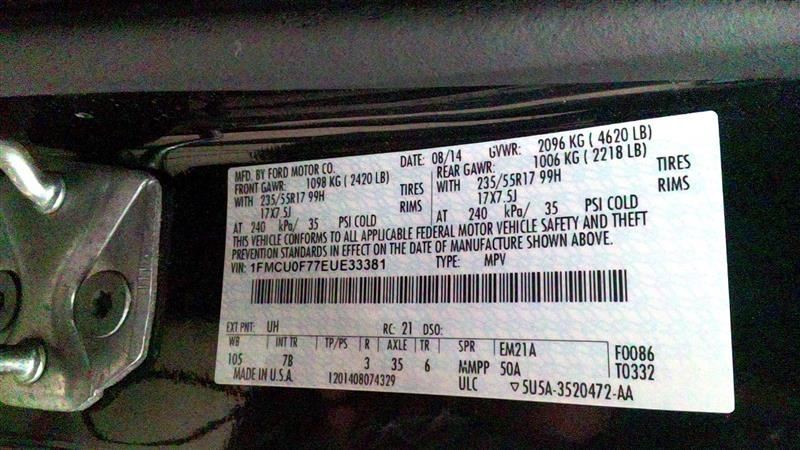 MFD. BY FORD MOTOR CO. DATE: 08/14 GVWR: 2096 KG ( 4620 LB)
FRONT GAWR: 1098 KG ( 2420 LB) REAR GAWR: 1006 KG ( 2218 LB)
WITH 235/55R17 99H TIRES WITH 235/55R17 99H TIRES
17X7.5J RIMS 17X7.5J RIMS
AT 240 kPa/ 35 PSI COLD AT 240 kPa/ 35 PSI COLD
THIS VEHICLE CONFORMS TO ALL APPLICABLE FEDERAL MOTOR VEHICLE SAFETY AND THEFT
PREVENTION STANDARDS IN EFFECT ON THE DATE OF MANUFACTURE SHOWN ABOVE.
VIN: 1FMCU0F77EUE33381 TYPE: MPV
EXT PNT: UH RC: 21 DSO:
WB INT TR TP/PS R AXLE TR SPR EM21A F0086
105 7B 3 35 6 MMPP 50A T0332
MADE IN U.S.A. 1201408074329 ULC ▽5U5A-3520472-AA